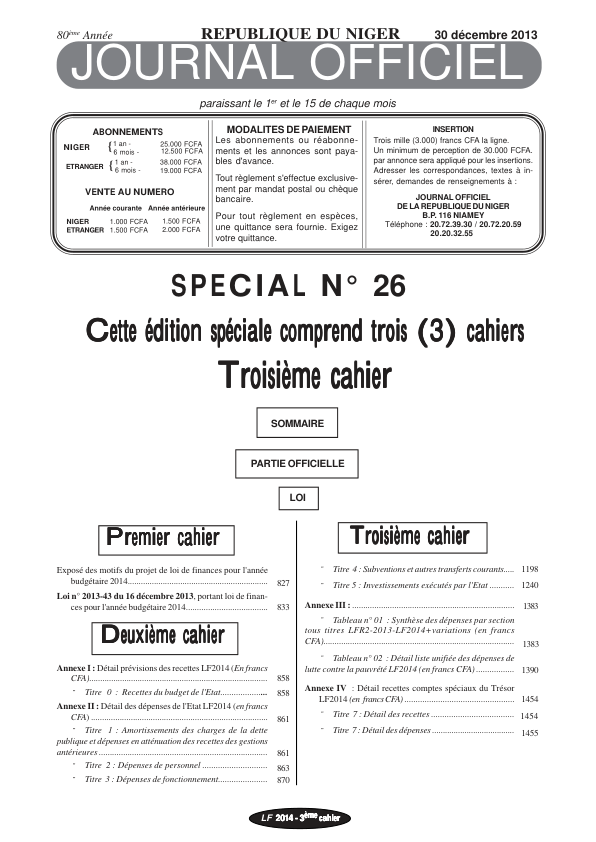 80ème Année REPUBLIQUE DU NIGER 30 décembre 2013
JOURNAL OFFICIEL
paraissant le 1er et le 15 de chaque mois
ABONNEMENTS
NIGER { 1 an - 25.000 FCFA
6 mois - 12.500 FCFA
ETRANGER { 1 an - 38.000 FCFA
6 mois - 19.000 FCFA
VENTE AU NUMERO
Année courante Année antérieure
NIGER 1.000 FCFA 1.500 FCFA
ETRANGER 1.500 FCFA 2.000 FCFA
MODALITES DE PAIEMENT
Les abonnements ou réabonne-
ments et les annonces sont paya-
bles d'avance.
Tout règlement s'effectue exclusive-
ment par mandat postal ou chèque
bancaire.
Pour tout règlement en espèces,
une quittance sera fournie. Exigez
votre quittance.
INSERTION
Trois mille (3.000) francs CFA la ligne.
Un minimum de perception de 30.000 FCFA.
par annonce sera appliqué pour les insertions.
Adresser les correspondances, textes à in-
sérer, demandes de renseignements à :
JOURNAL OFFICIEL
DE LA REPUBLIQUE DU NIGER
B.P. 116 NIAMEY
Téléphone : 20.72.39.30 / 20.72.20.59
20.20.32.55
SPECIAL N° 26
Cette édition spéciale comprend trois (3) cahiers
Troisième cahier
SOMMAIRE
PARTIE OFFICIELLE
LOI
Premier cahier
Exposé des motifs du projet de loi de finances pour l'année
budgétaire 2014............................................................... 827
Loi n° 2013-43 du 16 décembre 2013, portant loi de finan-
ces pour l'année budgétaire 2014.................................... 833
Deuxième cahier
Annexe I : Détail prévisions des recettes LF2014 (En francs
CFA)................................................................................ 858
- Titre 0 : Recettes du budget de l'Etat..................... 858
Annexe II : Détail des dépenses de l'Etat LF2014 (en francs
CFA) ............................................................................... 861
- Titre 1 : Amortissements des charges de la dette
publique et dépenses en atténuation des recettes des gestions
antérieures ................................................................ 861
- Titre 2 : Dépenses de personnel ............................ 863
- Titre 3 : Dépenses de fonctionnement..................... 870
Troisième cahier
- Titre 4 : Subventions et autres transferts courants..... 1198
- Titre 5 : Investissements exécutés par l'Etat ........... 1240
Annexe III : ..................................................................... 1383
- Tableau n° 01 : Synthèse des dépenses par section
tous titres LFR2-2013-LF2014+variations (en francs
CFA)................................................................................ 1383
- Tableau n° 02 : Détail liste unifiée des dépenses de
lutte contre la pauvreté LF2014 (en francs CFA) ................ 1390
Annexe IV : Détail recettes comptes spéciaux du Trésor
LF2014 (en francs CFA) ............................................... 1454
- Titre 7 : Détail des recettes .................................... 1454
- Titre 7 : Détail des dépenses ................................... 1455
LF 2014 - 3ème cahier